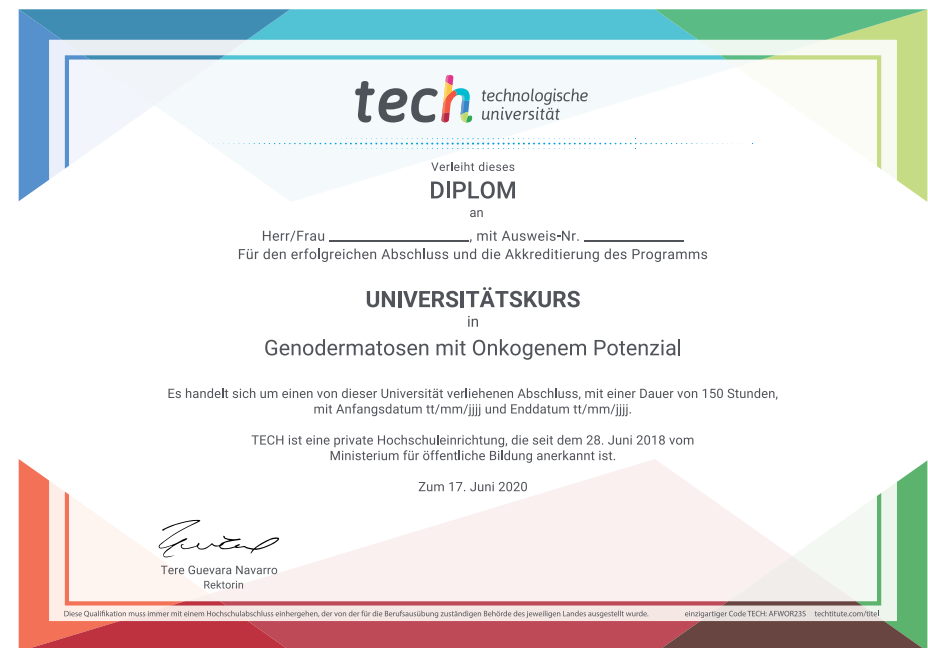 tech technologische
universität
Verleiht dieses
DIPLOM
an
Herr/Frau ________________, mit Ausweis-Nr. ____________
Für den erfolgreichen Abschluss und die Akkreditierung des Programms
UNIVERSITÄTSKURS
in
Genodermatosen mit Onkogenem Potenzial
Es handelt sich um einen von dieser Universität verliehenen Abschluss, mit einer Dauer von 150 Stunden,
mit Anfangsdatum tt/mm/jjjj und Enddatum tt/mm/jjjj.
TECH ist eine private Hochschuleinrichtung, die seit dem 28. Juni 2018 vom
Ministerium für öffentliche Bildung anerkannt ist.
Zum 17. Juni 2020
Tere Guevara Navarro
Rektorin
Diese Qualifikation muss immer mit einem Hochschulabschluss einhergehen, der von der für die Berufsausübung zuständigen Behörde des jeweiligen Landes ausgestellt wurde. einzigartiger Code TECH: AFWOR23S techtitute.com/titel